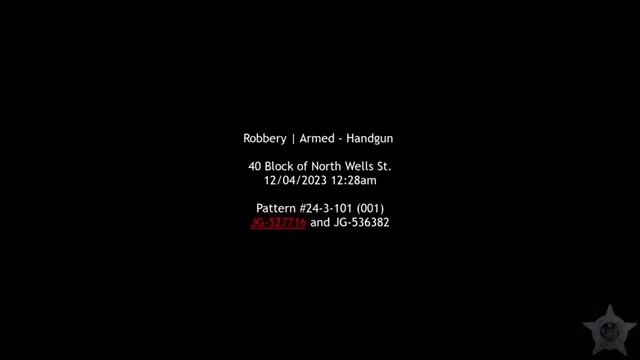 Robbery | Armed - Handgun
40 Block of North Wells St.
12/04/2023 12:28am
Pattern #24-3-101 (001)
JG-527716 and JG-536382